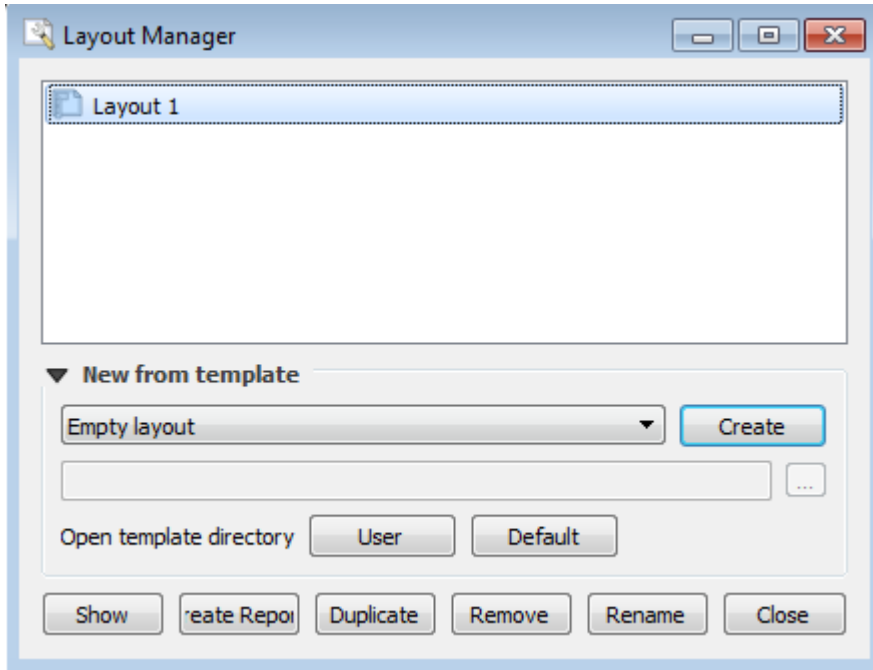 Layout Manager
Layout 1
New from template
Empty layout
Create
...
Open template directory
User
Default
Show
reate Repor
Duplicate
Remove
Rename
Close